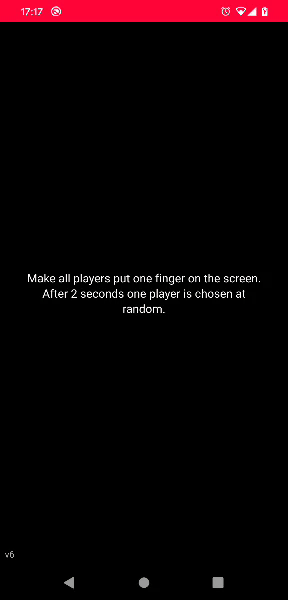 17:17
Make all players put one finger on the screen.
After 2 seconds one player is chosen at
random.
v6